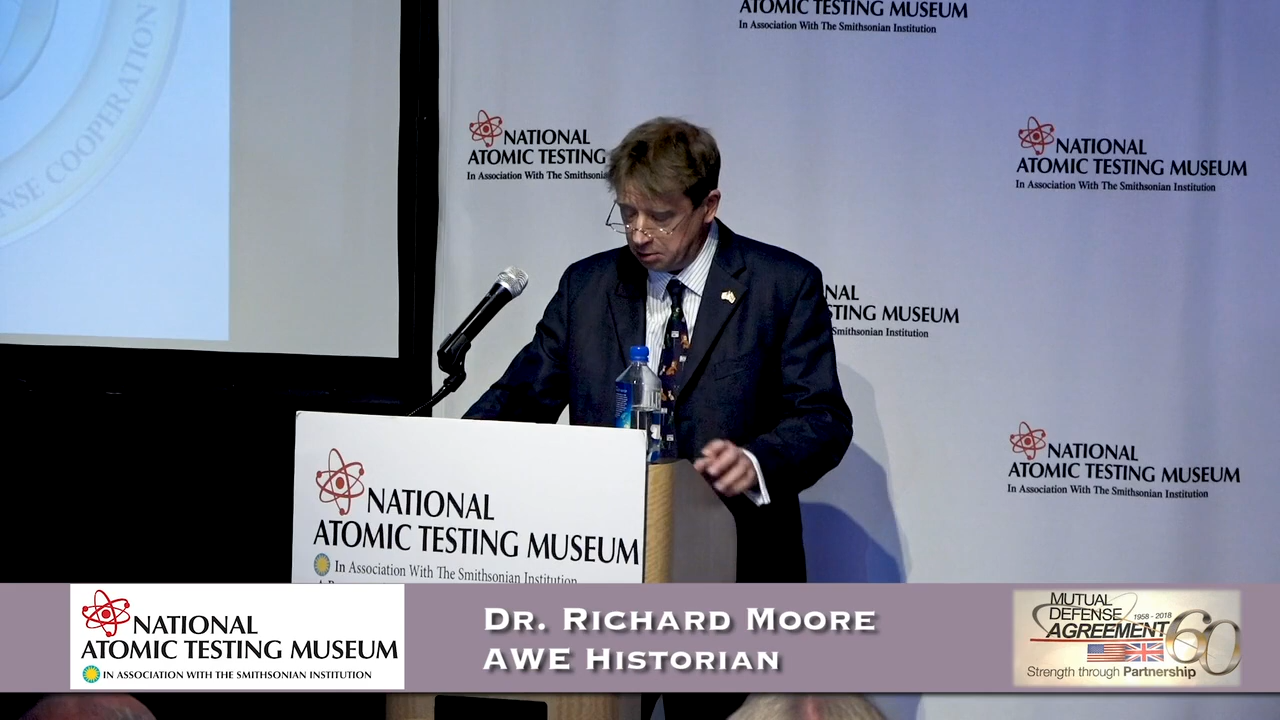 NSE COOPERATION
ATOMIC TESTING MUSEUM
In Association With The Smithsonian Institution
NATIONAL
ATOMIC TESTING
In Association With The Smithsonia
NATIONAL
ATOMIC TESTING MUSEUM
In Association With The Smithsonian Institution
NAL
STING MUSEUM
Smithsonian Institution
NATIONAL
ATOMIC TESTING MUSEUM
In Association With The Smithsonian Institution
NATIONAL
ATOMIC TESTING MUSEUM
In Association With The Smithsonian Institution
NATIONAL
ATOMIC TESTING MUSEUM
IN ASSOCIATION WITH THE SMITHSONIAN INSTITUTION
DR. RICHARD MOORE
AWE HISTORIAN
MUTUAL
DEFENSE 1958 - 2018
AGREEMENT 60
Strength through Partnership